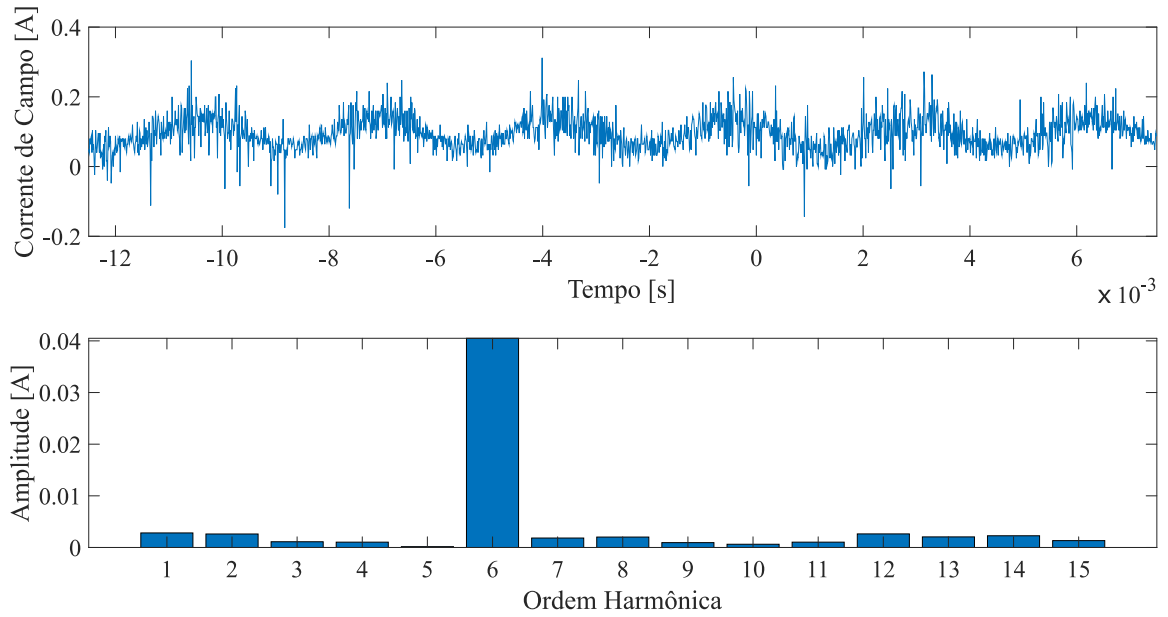 Corrente de Campo [A]
0.4
0.2
0
-0.2
-12 -10 -8 -6 -4 -2 0 2 4 6
Tempo [s]
× 10-3
Amplitude [A]
0.04
0.03
0.02
0.01
0
1 2 3 4 5 6 7 8 9 10 11 12 13 14 15
Ordem Harmônica